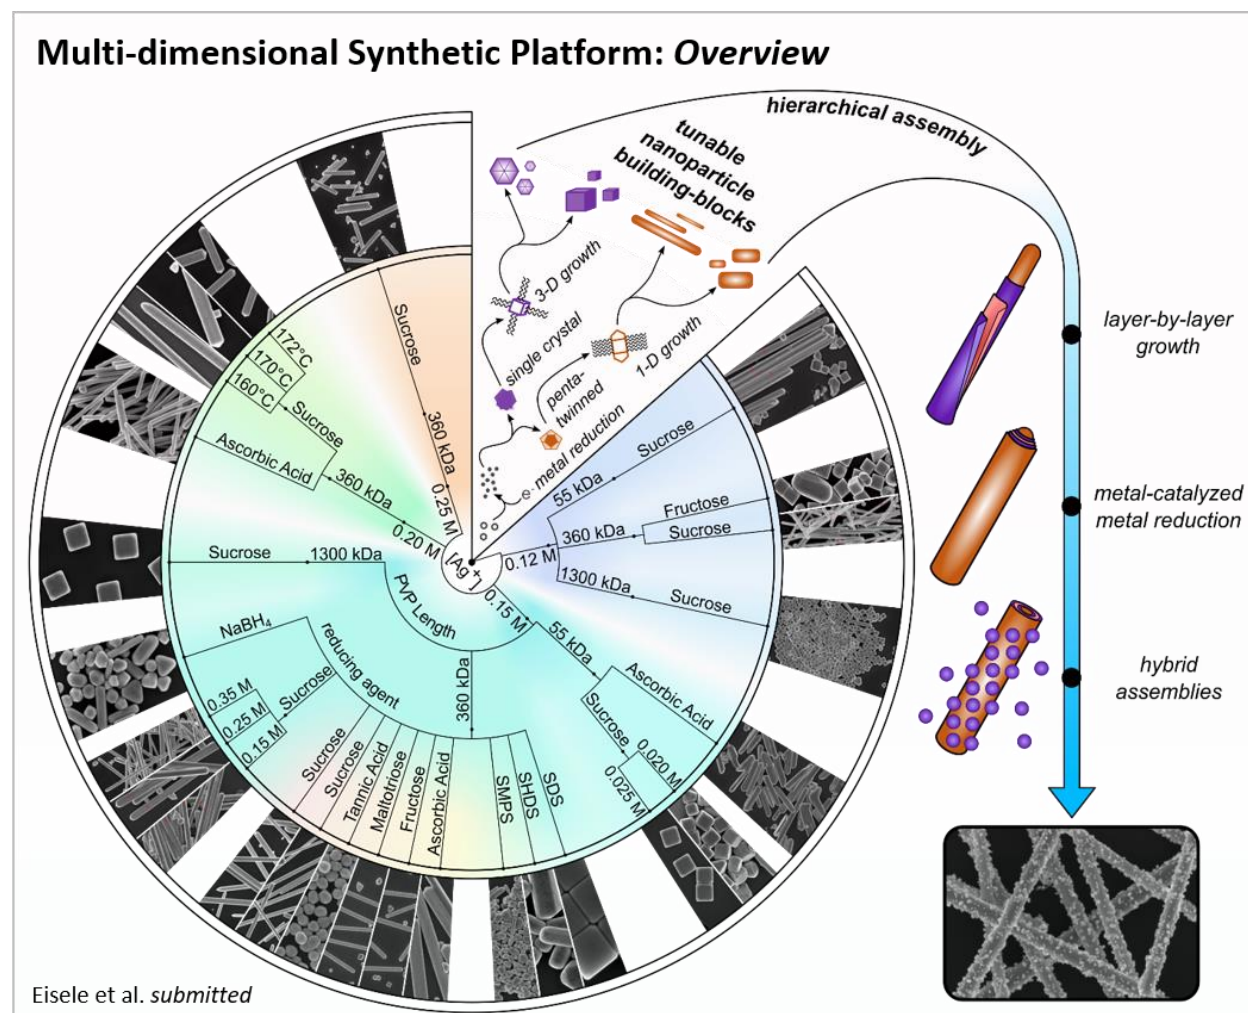 Multi-dimensional Synthetic Platform: Overview
hierarchical assembly
tunable
nanoparticle
building-blocks
3-D growth
single crystal
1-D growth
penta-
twinned
e- metal reduction
layer-by-layer
growth
metal-catalyzed
metal reduction
hybrid
assemblies
[Ag+]
0.25 M
360 kDa
Sucrose
0.20 M
360 kDa
Sucrose
172°C
170°C
160°C
Ascorbic Acid
0.12 M
55 kDa
Sucrose
360 kDa
Fructose
Sucrose
1300 kDa
Sucrose
0.15 M
PVP Length
1300 kDa
Sucrose
55 kDa
Ascorbic Acid
Sucrose
0.020 M
0.025 M
360 kDa
reducing agent
NaBH4
Sucrose
0.35 M
0.25 M
0.15 M
Sucrose
Sucrose
Tannic Acid
Maltotriose
Fructose
Ascorbic Acid
SMPS
SHDS
SDS
Eisele et al. submitted